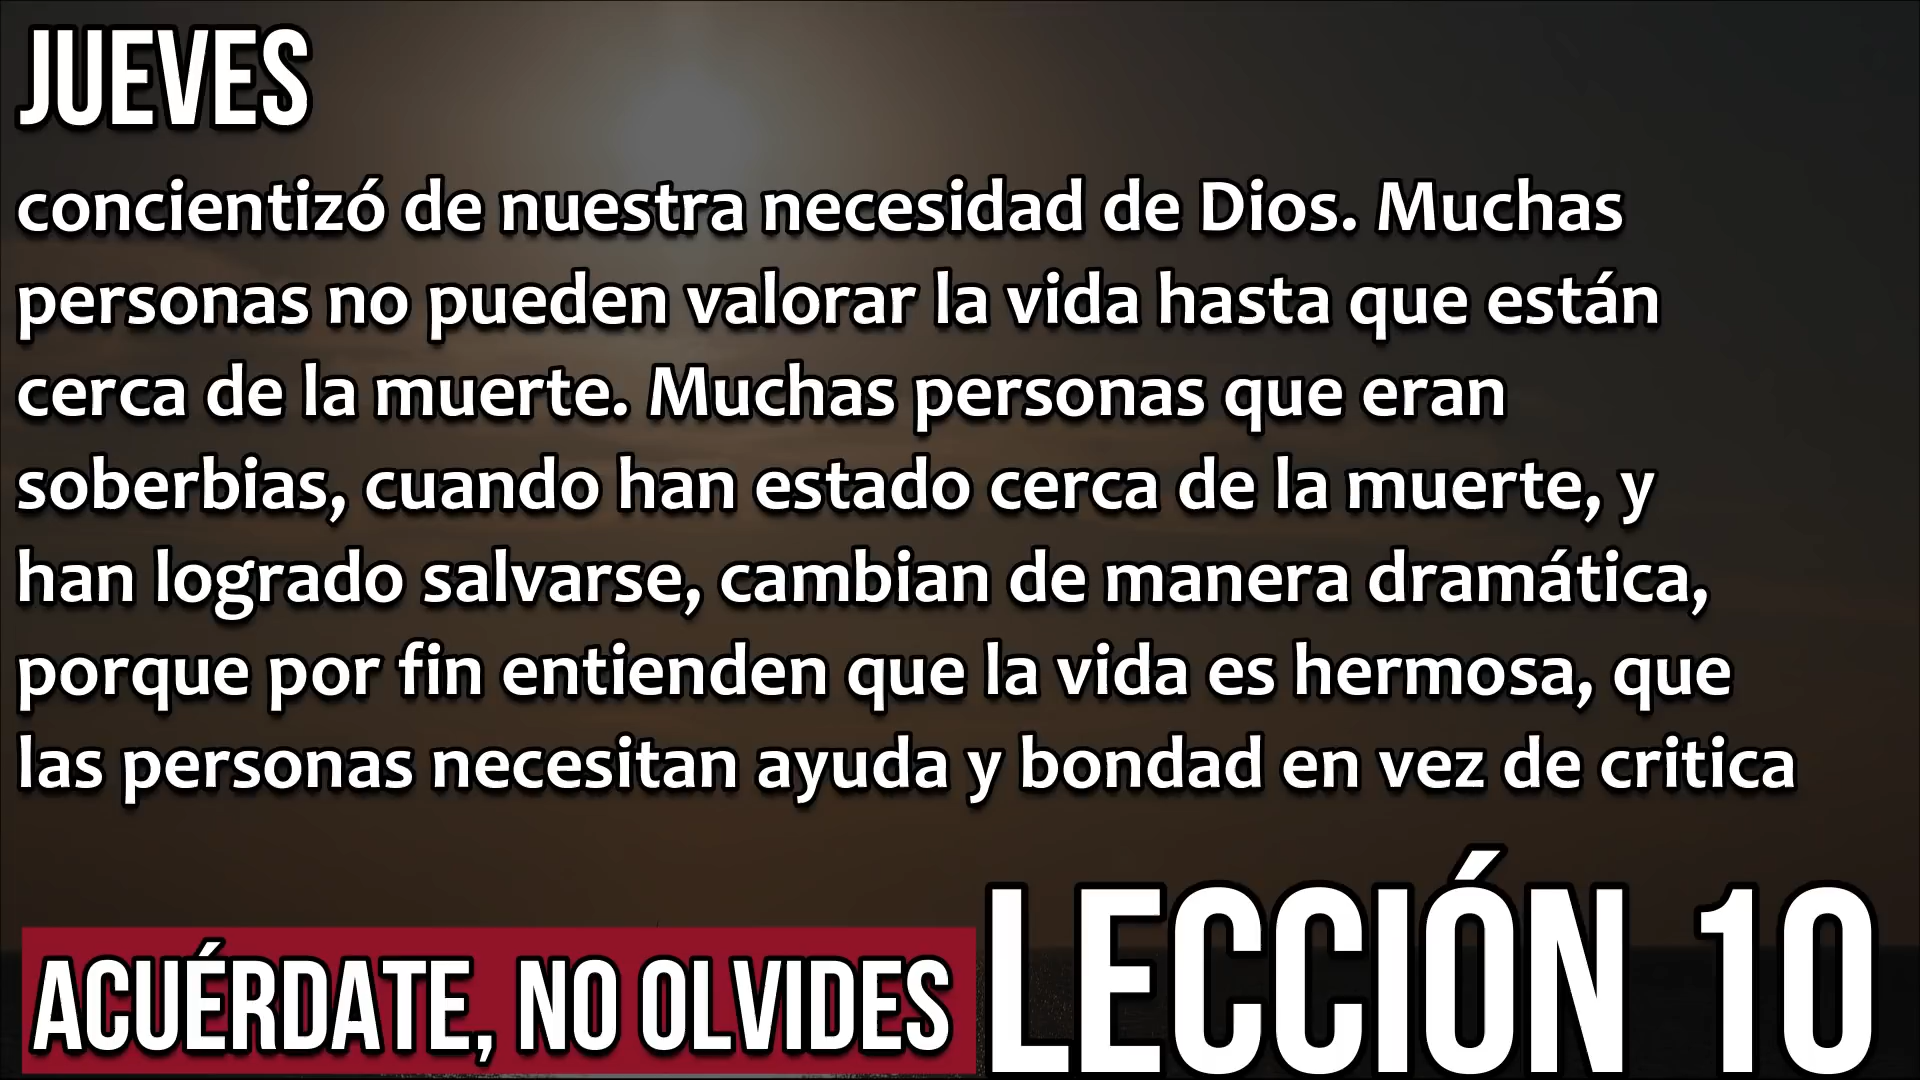 JUEVES
concientizó de nuestra necesidad de Dios. Muchas
personas no pueden valorar la vida hasta que están
cerca de la muerte. Muchas personas que eran
soberbias, cuando han estado cerca de la muerte, y
han logrado salvarse, cambian de manera dramática,
porque por fin entienden que la vida es hermosa, que
las personas necesitan ayuda y bondad en vez de critica
ACUÉRDATE, NO OLVIDES
LECCIÓN 10